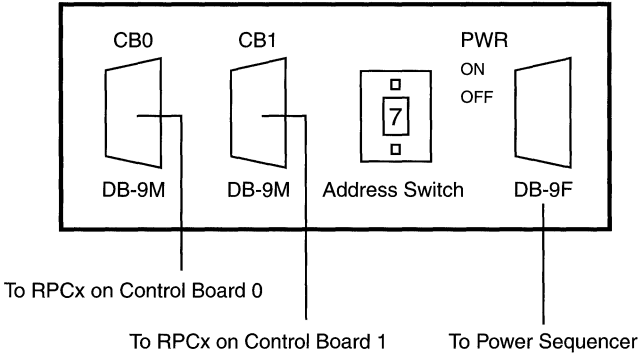 CB0 CB1 PWR
ON
OFF
7
DB-9M DB-9M Address Switch DB-9F
To RPCx on Control Board 0
To RPCx on Control Board 1 To Power Sequencer